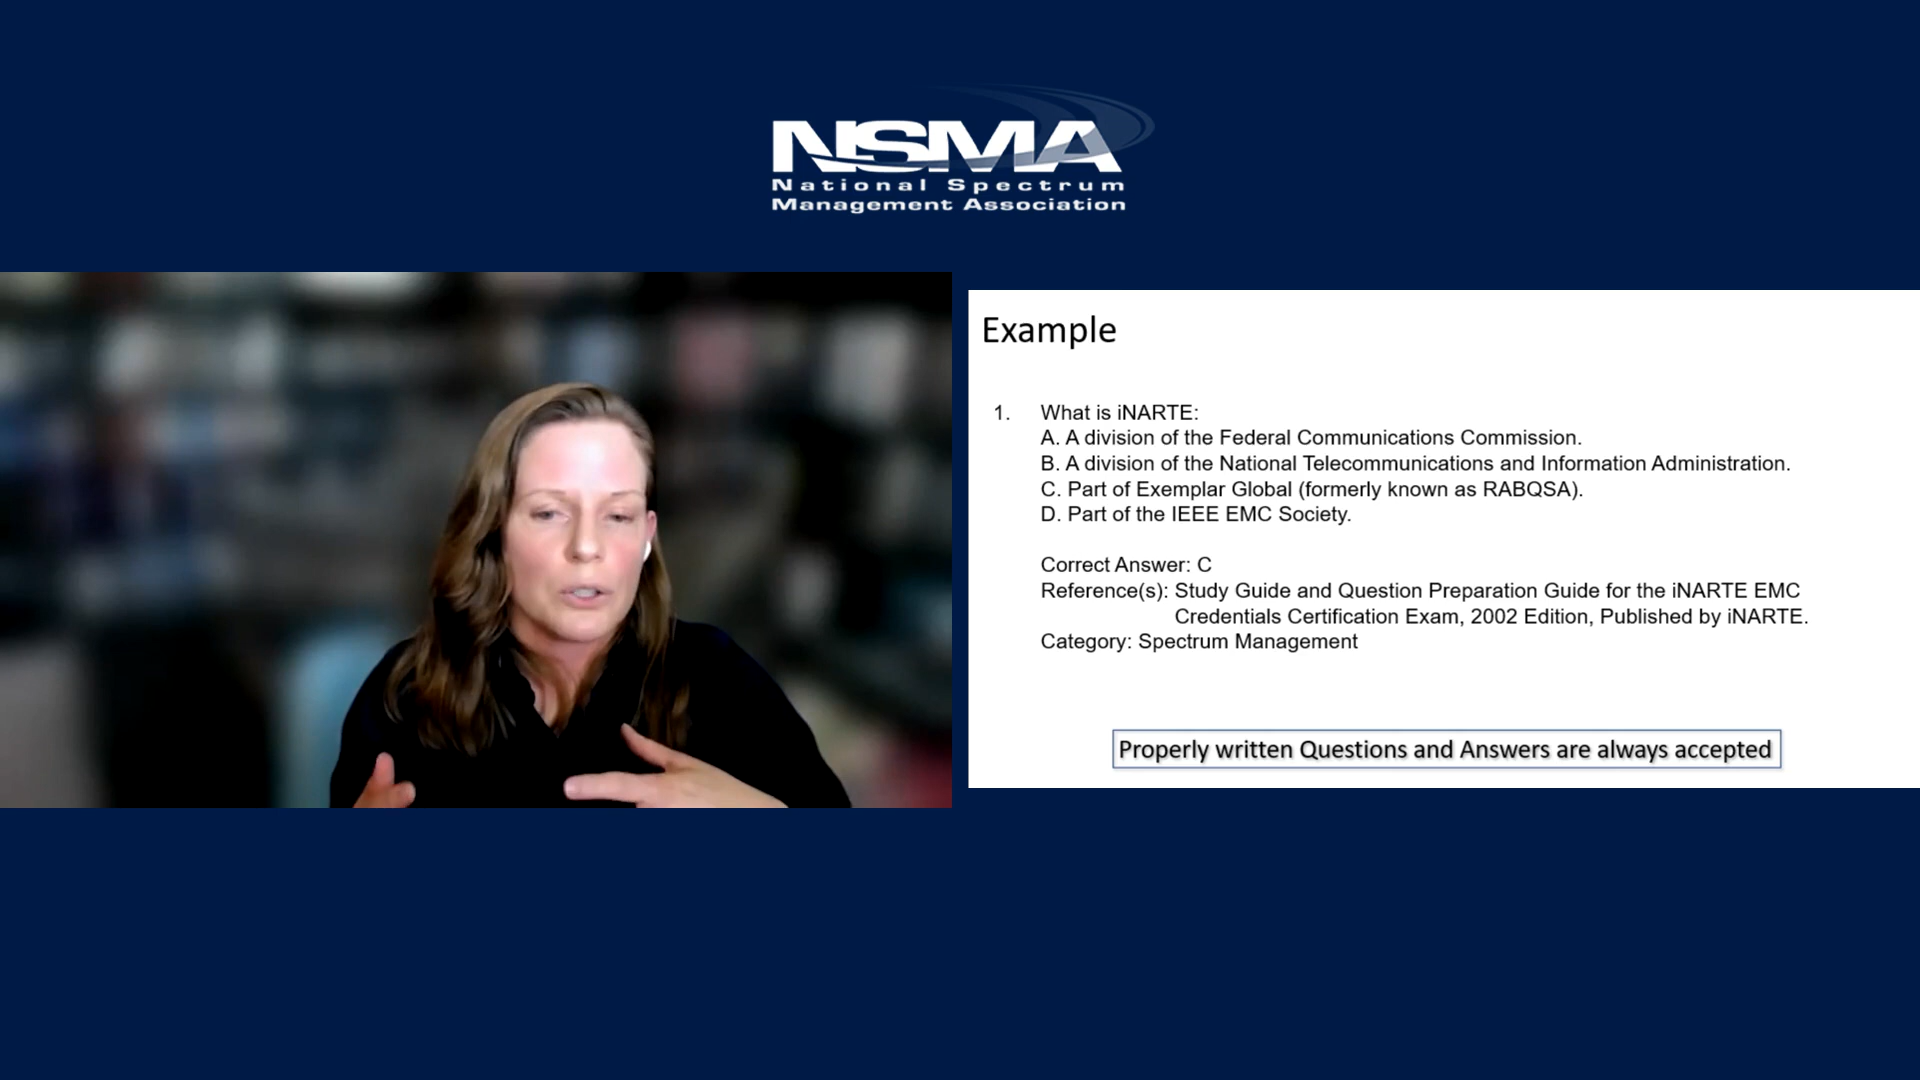 NSMA
National Spectrum
Management Association
Example
1. What is iNARTE:
A. A division of the Federal Communications Commission.
B. A division of the National Telecommunications and Information Administration.
C. Part of Exemplar Global (formerly known as RABQSA).
D. Part of the IEEE EMC Society.
Correct Answer: C
Reference(s): Study Guide and Question Preparation Guide for the iNARTE EMC
Credentials Certification Exam, 2002 Edition, Published by iNARTE.
Category: Spectrum Management
Properly written Questions and Answers are always accepted